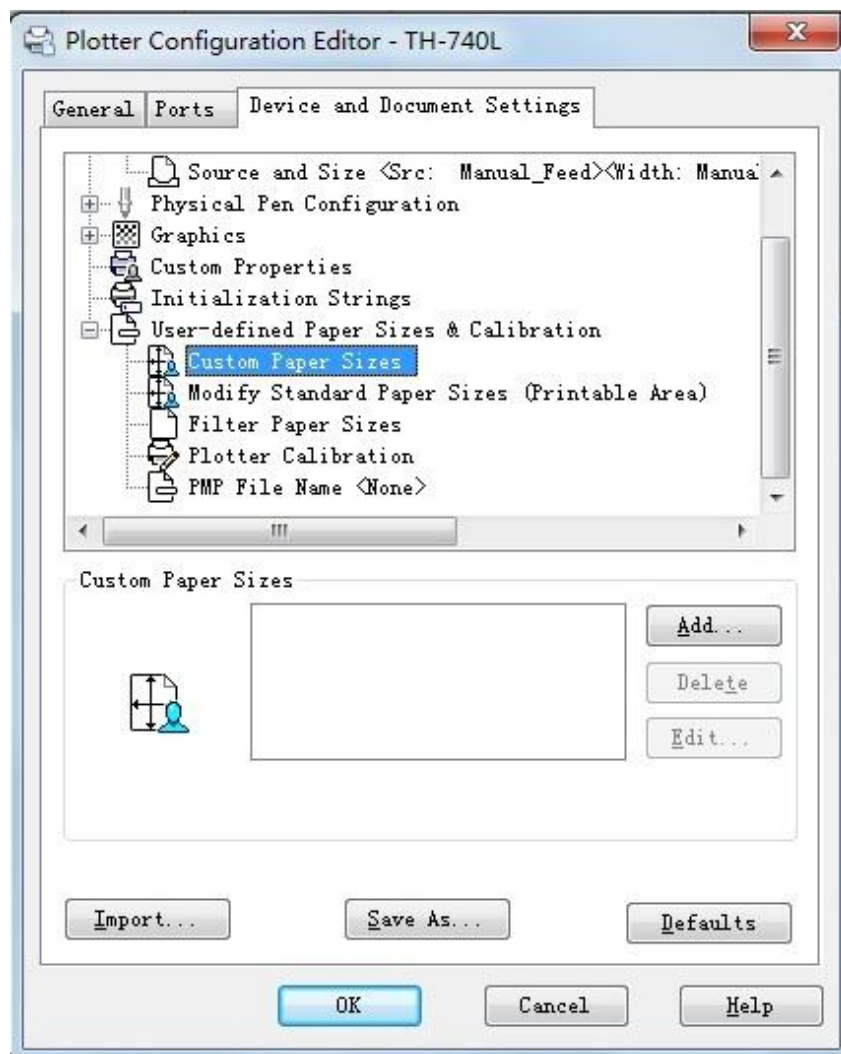 Plotter Configuration Editor - TH-740L
General Ports Device and Document Settings
Source and Size <Src: Manual_Feed><Width: Manua
Physical Pen Configuration
Graphics
Custom Properties
Initialization Strings
User-defined Paper Sizes & Calibration
Custom Paper Sizes
Modify Standard Paper Sizes (Printable Area)
Filter Paper Sizes
Plotter Calibration
PMP File Name <None>
Custom Paper Sizes
Add...
Delete
Edit...
Import... Save As... Defaults
OK Cancel Help